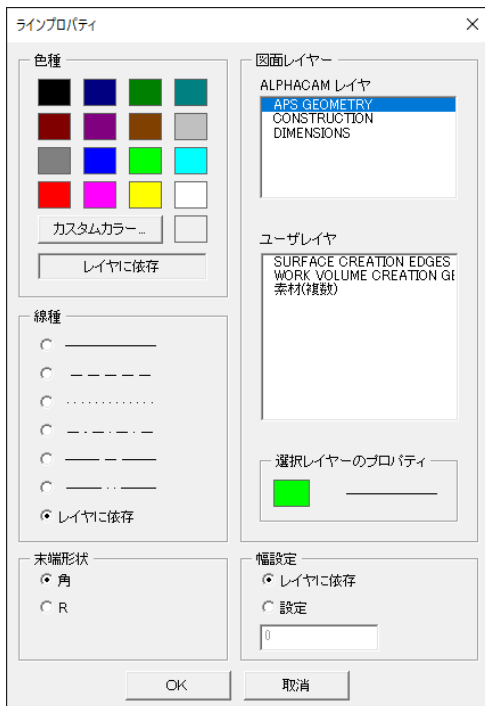 ラインプロパティ
色種
カスタムカラー...
レイヤに依存
線種
レイヤに依存
末端形状
角
R
図面レイヤー
ALPHACAM レイヤ
APS GEOMETRY
CONSTRUCTION
DIMENSIONS
ユーザレイヤ
SURFACE CREATION EDGES
WORK VOLUME CREATION GE
素材(複数)
選択レイヤーのプロパティ
幅設定
レイヤに依存
設定
0
OK
取消